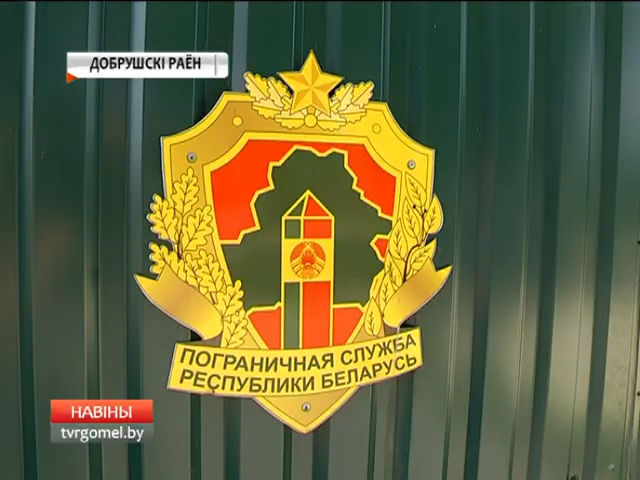 ДОБРУШСКІ РАЁН
ПОГРАНИЧНАЯ СЛУЖБА
РЕСПУБЛИКИ БЕЛАРУСЬ
НАВІНЫ
tvrgomel.by